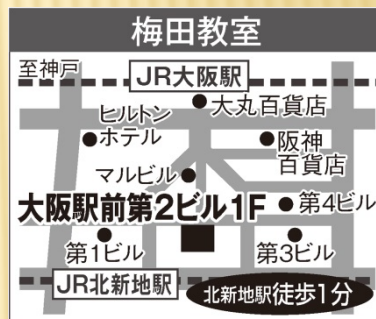 梅田教室
至神戸
JR大阪駅
大丸百貨店
ヒルトン
ホテル
阪神
百貨店
マルビル
大阪駅前第2ビル1F
第4ビル
第1ビル
第3ビル
JR北新地駅
北新地駅徒歩1分